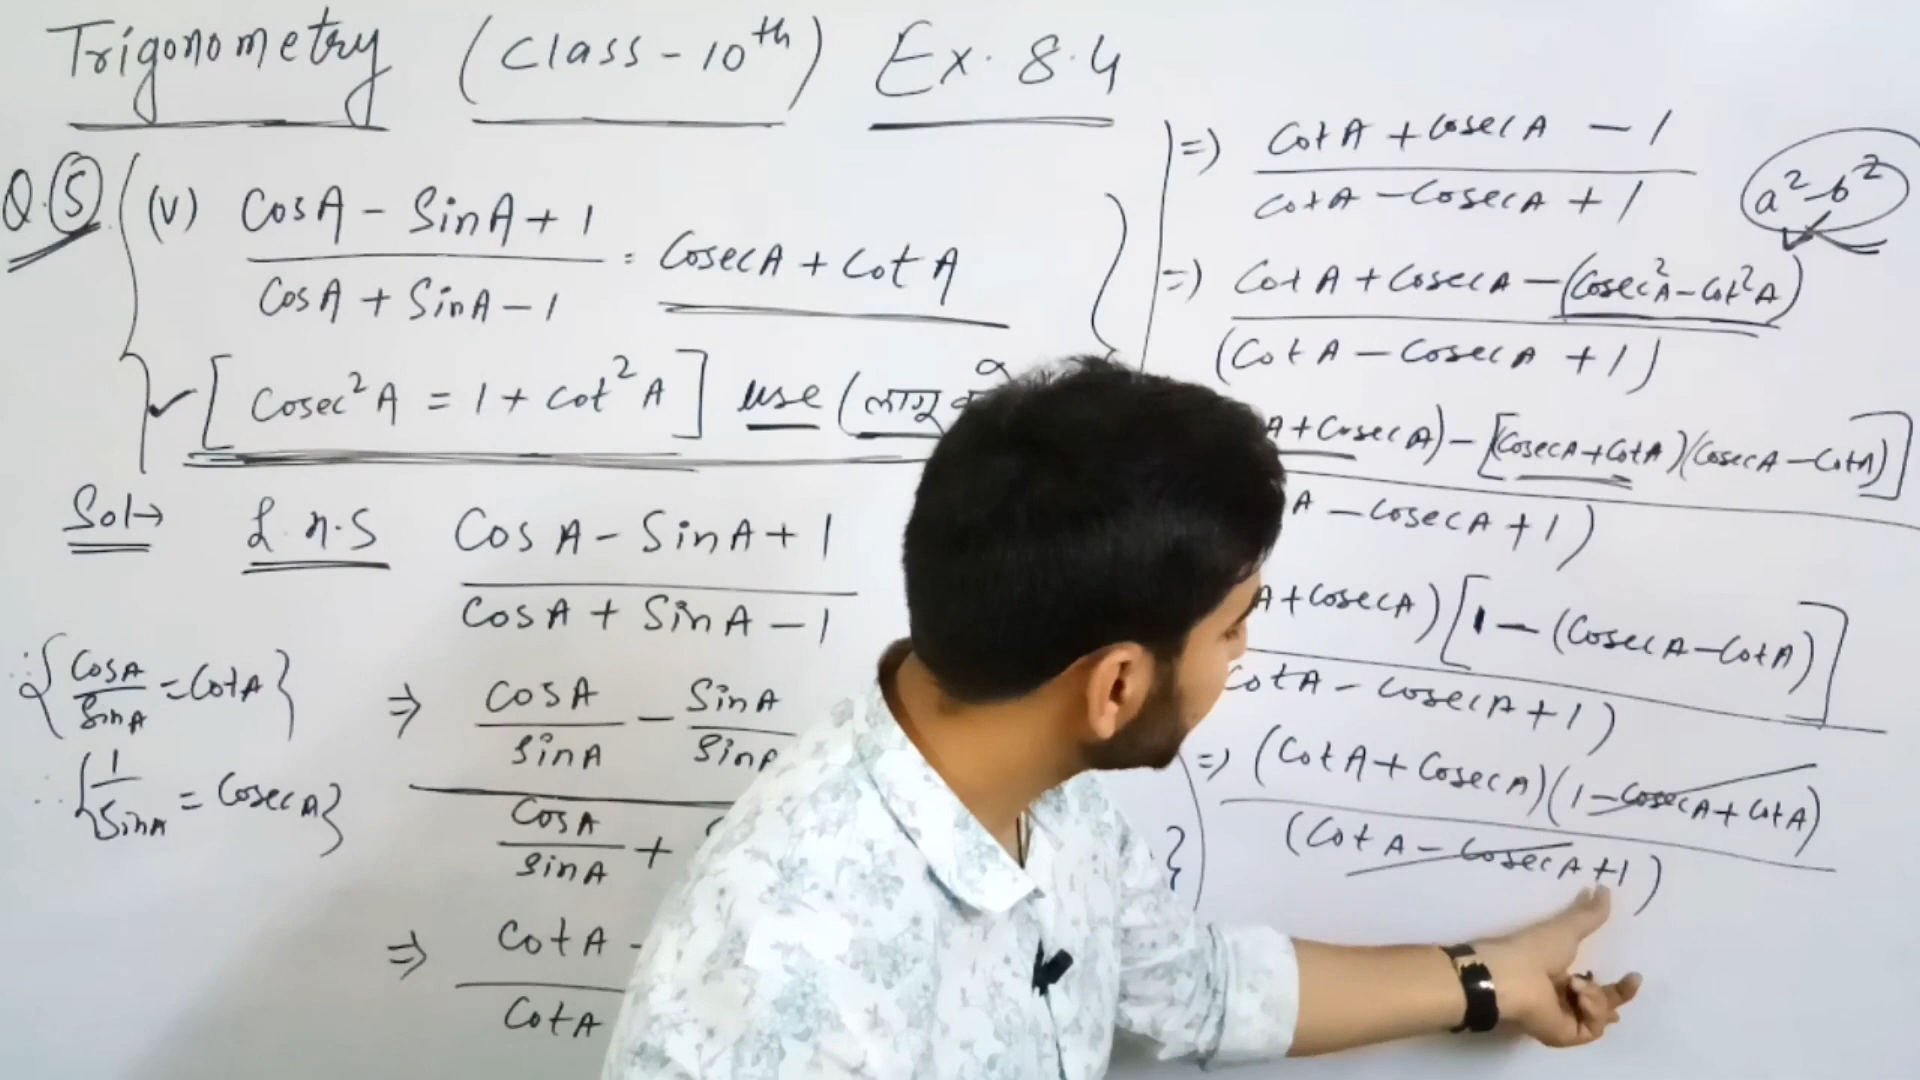 Trigonometry (Class-10th) Ex. 8.4
Q.(5) (v) CosA - SinA + 1 / CosA + SinA - 1 = CosecA + Cot A
[Cosec²A = 1 + cot²A] use (लागू
Sol→ L.H.S CosA - SinA + 1 / CosA + SinA - 1
∴ {CosA / SinA = CotA}
∴ {1 / SinA = CosecA}
⇒ CosA / SinA - SinA / SinA
CosA / SinA +
⇒ CotA -
CotA
⇒ CotA + CosecA - 1 / CotA - CosecA + 1
a² - b²
⇒ CotA + CosecA - (Cosec²A - Cot²A) / (CotA - CosecA + 1)
A + CosecA) - [(CosecA + CotA)(CosecA - CotA)]
A - CosecA + 1)
A + CosecA) [1 - (CosecA - CotA)]
CotA - CosecA + 1)
⇒ (CotA + CosecA)(1 - CosecA + CotA) / (CotA - CosecA + 1)